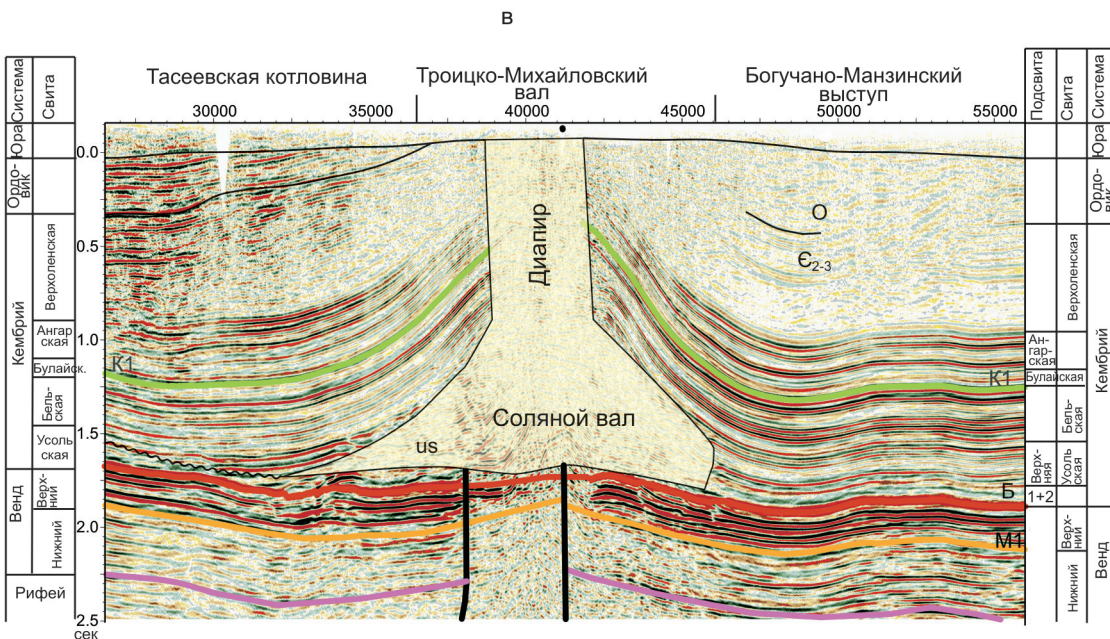 в
Тасеевская котловина
Троицко-Михайловский
вал
Богучано-Манзинский
выступ
30000 35000 40000 45000 50000 55000
Система
Свита
Юра
Ордо-
вик
Кембрий
Верхоленская
Ангар
ская
Булайск.
Бель-
ская
Усоль
ская
Венд
Верх-
ний
Нижний
Рифей
0.0
0.5
1.0
1.5
2.0
2.5
сек
К1
Диапир
Соляной вал
us
О
Є2-3
К1
Б
М1
Подсвита
Свита
Система
Юра
Ордо-
вик
Верхоленская
Ан-
гар-
ская
Булайская
Кембрий
Бель-
ская
Верх-
няя
Усоль
ская
1+2
Верх-
ний
Нижний
Венд